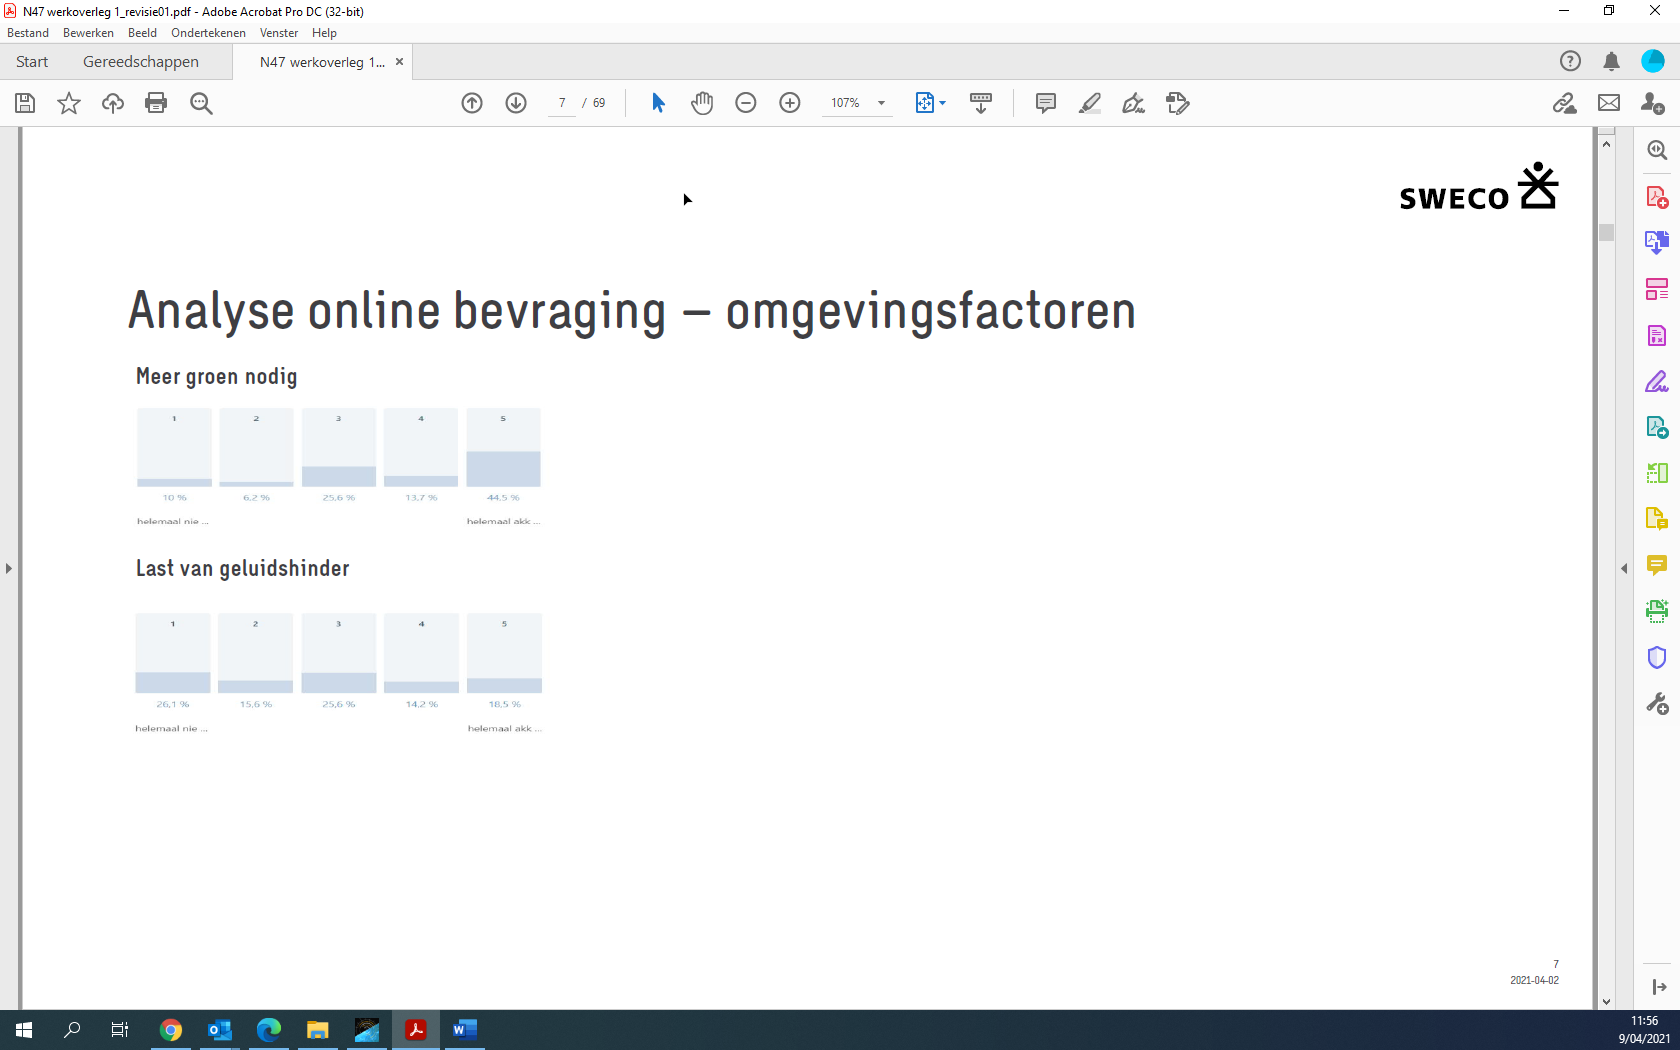 N47 werkoverleg 1_revisie01.pdf - Adobe Acrobat Pro DC (32-bit)
Bestand Bewerken Beeld Ondertekenen Venster Help
Start Gereedschappen N47 werkoverleg 1... ×
7 / 69 107%
SWECO
Analyse online bevraging – omgevingsfactoren
Meer groen nodig
1 2 3 4 5
10 % 6,2 % 25,6 % 13,7 % 44,5 %
helemaal nie ... helemaal akk ...
Last van geluidshinder
1 2 3 4 5
26,1 % 15,6 % 25,6 % 14,2 % 18,5 %
helemaal nie ... helemaal akk ...
7
2021-04-02
11:56
9/04/2021